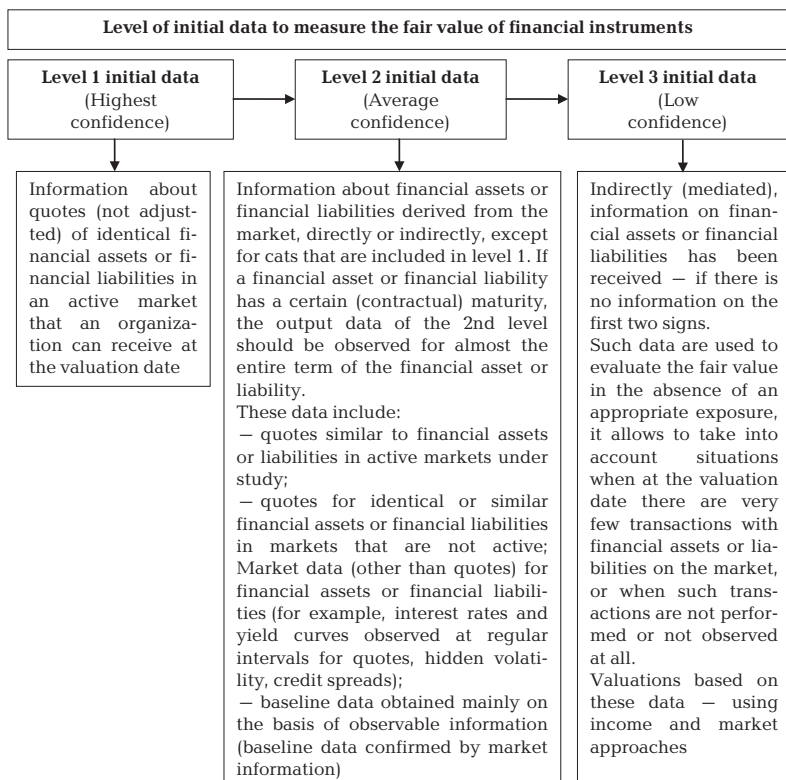 Level of initial data to measure the fair value of financial instruments
Level 1 initial data
(Highest
confidence)
Level 2 initial data
(Average
confidence)
Level 3 initial data
(Low
confidence)
Information about
quotes (not adjust-
ted) of identical fi-
nancial assets or fi-
nancial liabilities in
an active market
that an organiza-
tion can receive at
the valuation date
Information about financial assets or
financial liabilities derived from the
market, directly or indirectly, except
for cats that are included in level 1. If
a financial asset or financial liability
has a certain (contractual) maturity,
the output data of the 2nd level
should be observed for almost the
entire term of the financial asset or
liability.
These data include:
— quotes similar to financial assets
or liabilities in active markets under
study;
— quotes for identical or similar
financial assets or financial liabilities
in markets that are not active;
Market data (other than quotes) for
financial assets or financial liabili-
ties (for example, interest rates and
yield curves observed at regular
intervals for quotes, hidden volati-
lity, credit spreads);
— baseline data obtained mainly on
the basis of observable information
(baseline data confirmed by market
information)
Indirectly (mediated),
information on finan-
cial assets or financial
liabilities has been
received — if there is
no information on the
first two signs.
Such data are used to
evaluate the fair value
in the absence of an
appropriate exposure,
it allows to take into
account situations
when at the valuation
date there are very
few transactions with
financial assets or lia-
bilities on the market,
or when such trans-
actions are not perfor-
med or not observed
at all.
Valuations based on
these data — using
income and market
approaches